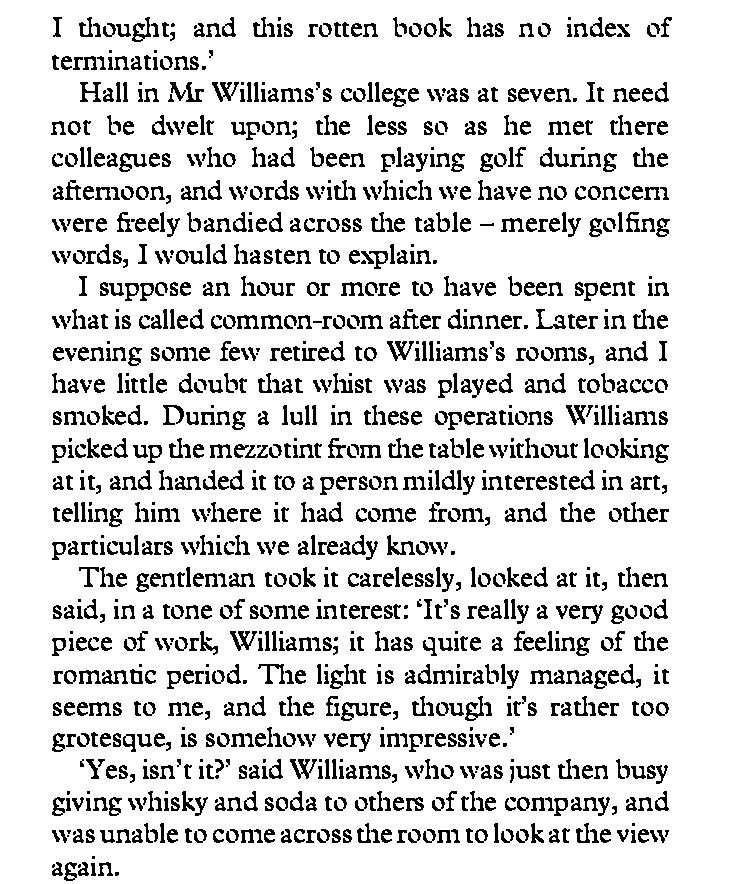 I thought; and this rotten book has no index of
terminations.’
Hall in Mr Williams’s college was at seven. It need
not be dwelt upon; the less so as he met there
colleagues who had been playing golf during the
afternoon, and words with which we have no concern
were freely bandied across the table – merely golfing
words, I would hasten to explain.
I suppose an hour or more to have been spent in
what is called common-room after dinner. Later in the
evening some few retired to Williams’s rooms, and I
have little doubt that whist was played and tobacco
smoked. During a lull in these operations Williams
picked up the mezzotint from the table without looking
at it, and handed it to a person mildly interested in art,
telling him where it had come from, and the other
particulars which we already know.
The gentleman took it carelessly, looked at it, then
said, in a tone of some interest: ‘It’s really a very good
piece of work, Williams; it has quite a feeling of the
romantic period. The light is admirably managed, it
seems to me, and the figure, though it’s rather too
grotesque, is somehow very impressive.’
‘Yes, isn’t it?’ said Williams, who was just then busy
giving whisky and soda to others of the company, and
was unable to come across the room to look at the view
again.